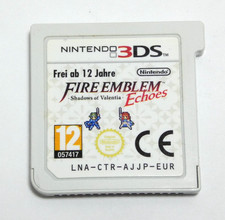 NINTENDO 3DS™
Frei ab 12 Jahre
Nintendo
FIRE EMBLEM
Shadows of Valentia
Echoes
12
057417
CE
LNA-CTR-AJJP-EUR